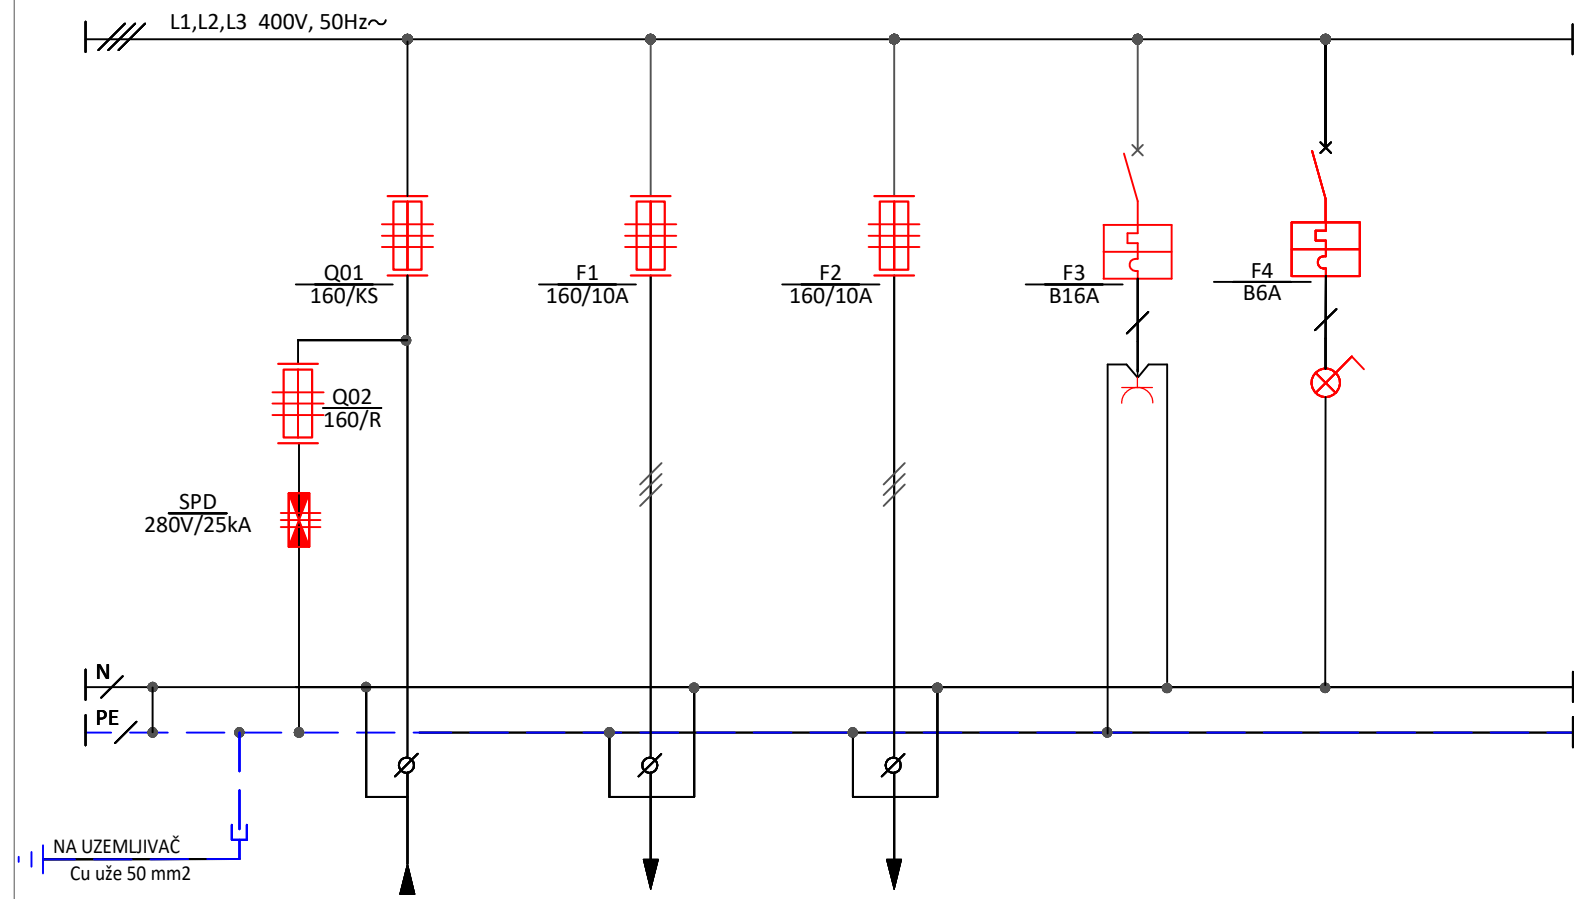 L1,L2,L3 400V, 50Hz~
Q01
160/KS
F1
160/10A
F2
160/10A
F3
B16A
F4
B6A
Q02
160/R
SPD
280V/25kA
N
PE
NA UZEMLJIVAČ
Cu uže 50 mm2